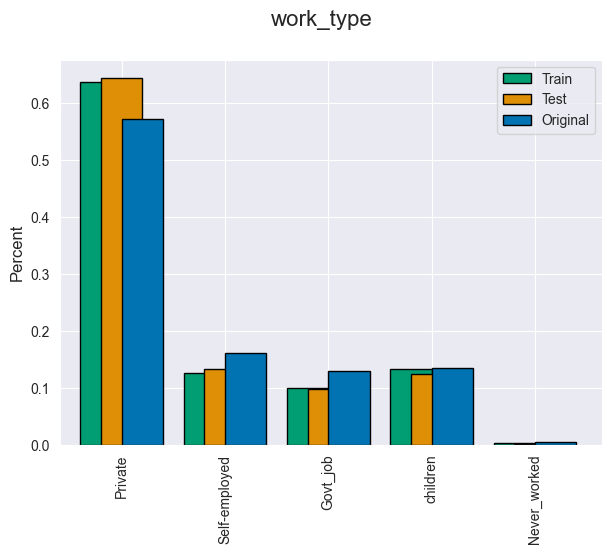 work_type
Train
Test
Original
Percent
0.6
0.5
0.4
0.3
0.2
0.1
0.0
Private
Self-employed
Govt_job
children
Never_worked